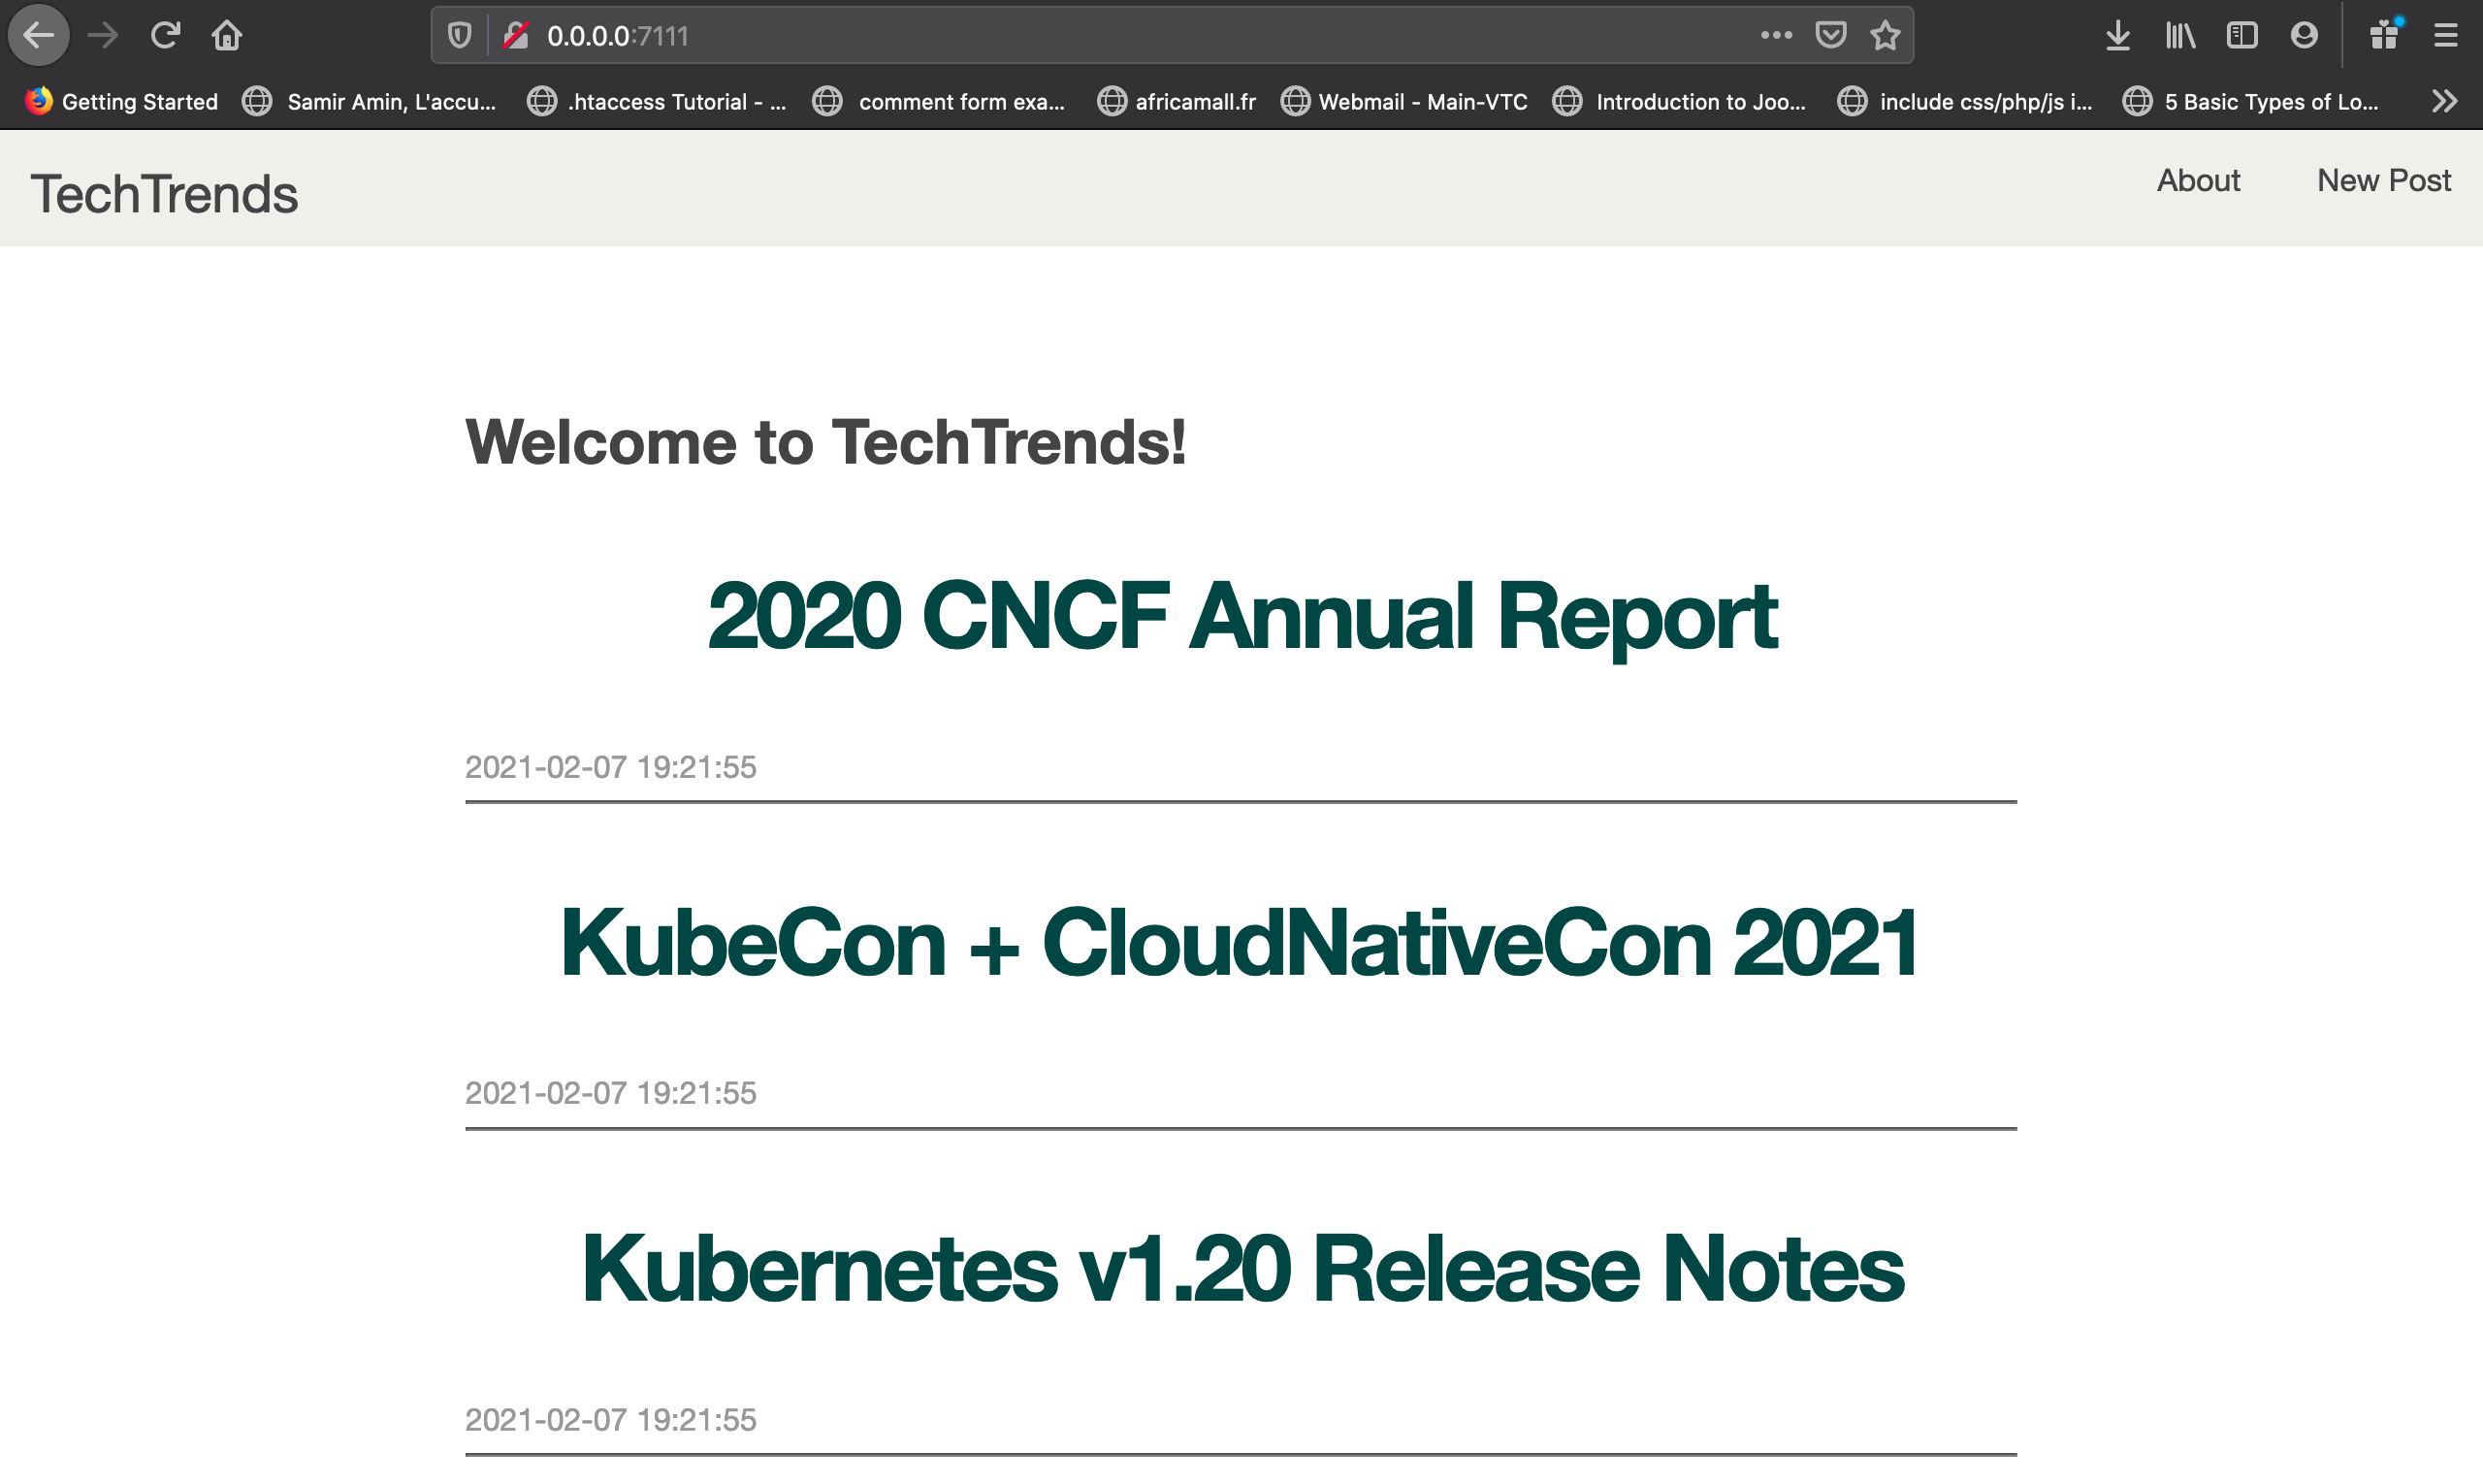 0.0.0.0:7111
Getting Started Samir Amin, L'accu... .htaccess Tutorial - ... comment form exa... africamall.fr Webmail - Main-VTC Introduction to Joo... include css/php/js i... 5 Basic Types of Lo...
TechTrends About New Post
Welcome to TechTrends!
2020 CNCF Annual Report
2021-02-07 19:21:55
KubeCon + CloudNativeCon 2021
2021-02-07 19:21:55
Kubernetes v1.20 Release Notes
2021-02-07 19:21:55